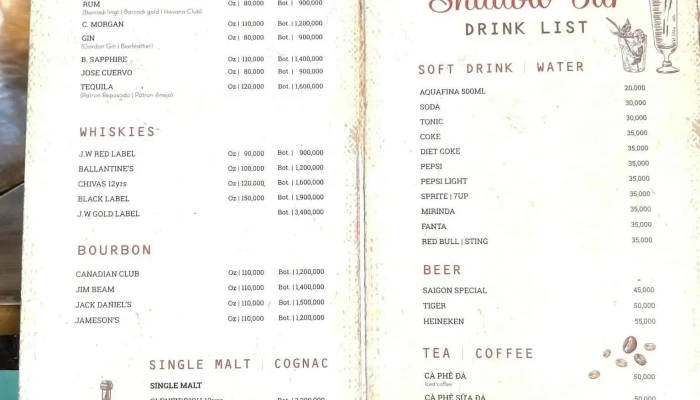 RUM Oz | 80,000 Bot. | 900,000
(Bacardi lingt | Bacardi gold | Havana Club)
C. MORGAN Oz | 110,000 Bot. | 1,200,000
GIN Oz | 80,000 Bot. | 900,000
(Gordon Gin | Beefeather)
B. SAPPHIRE Oz | 110,000 Bot. | 1,400,000
JOSE CUERVO Oz | 80,000 Bot. | 900,000
TEQUILA Oz | 120,000 Bot. | 1,600,000
(Patron Reposado | Patron Anejo)
WHISKIES
J.W RED LABEL Oz | 90,000 Bot. | 900,000
BALLANTINE'S Oz | 100,000 Bot. | 1,200,000
CHIVAS 12yrs Oz | 120,000 Bot. | 1,600,000
BLACK LABEL Oz | 150,000 Bot. | 1,900,000
J.W GOLD LABEL Bot. | 3,400,000
BOURBON
CANADIAN CLUB Oz | 110,000 Bot. | 1,200,000
JIM BEAM Oz | 110,000 Bot. | 1,400,000
JACK DANIEL'S Oz | 110,000 Bot. | 1,500,000
JAMESON'S Oz | 110,000 Bot. | 1,200,000
SINGLE MALT | COGNAC
SINGLE MALT
Bar
DRINK LIST
SOFT DRINK | WATER
AQUAFINA 500ML 20,000
SODA 30,000
TONIC 30,000
COKE 35,000
DIET COKE 35,000
PEPSI 35,000
PEPSI LIGHT 35,000
SPRITE | 7UP 35,000
MIRINDA 35,000
FANTA 35,000
RED BULL | STING 35,000
BEER
SAIGON SPECIAL 45,000
TIGER 50,000
HEINEKEN 55,000
TEA | COFFEE
CÀ PHÊ ĐÁ 50,000
Iced coffee
CÀ PHÊ SỮA ĐÁ 50,000